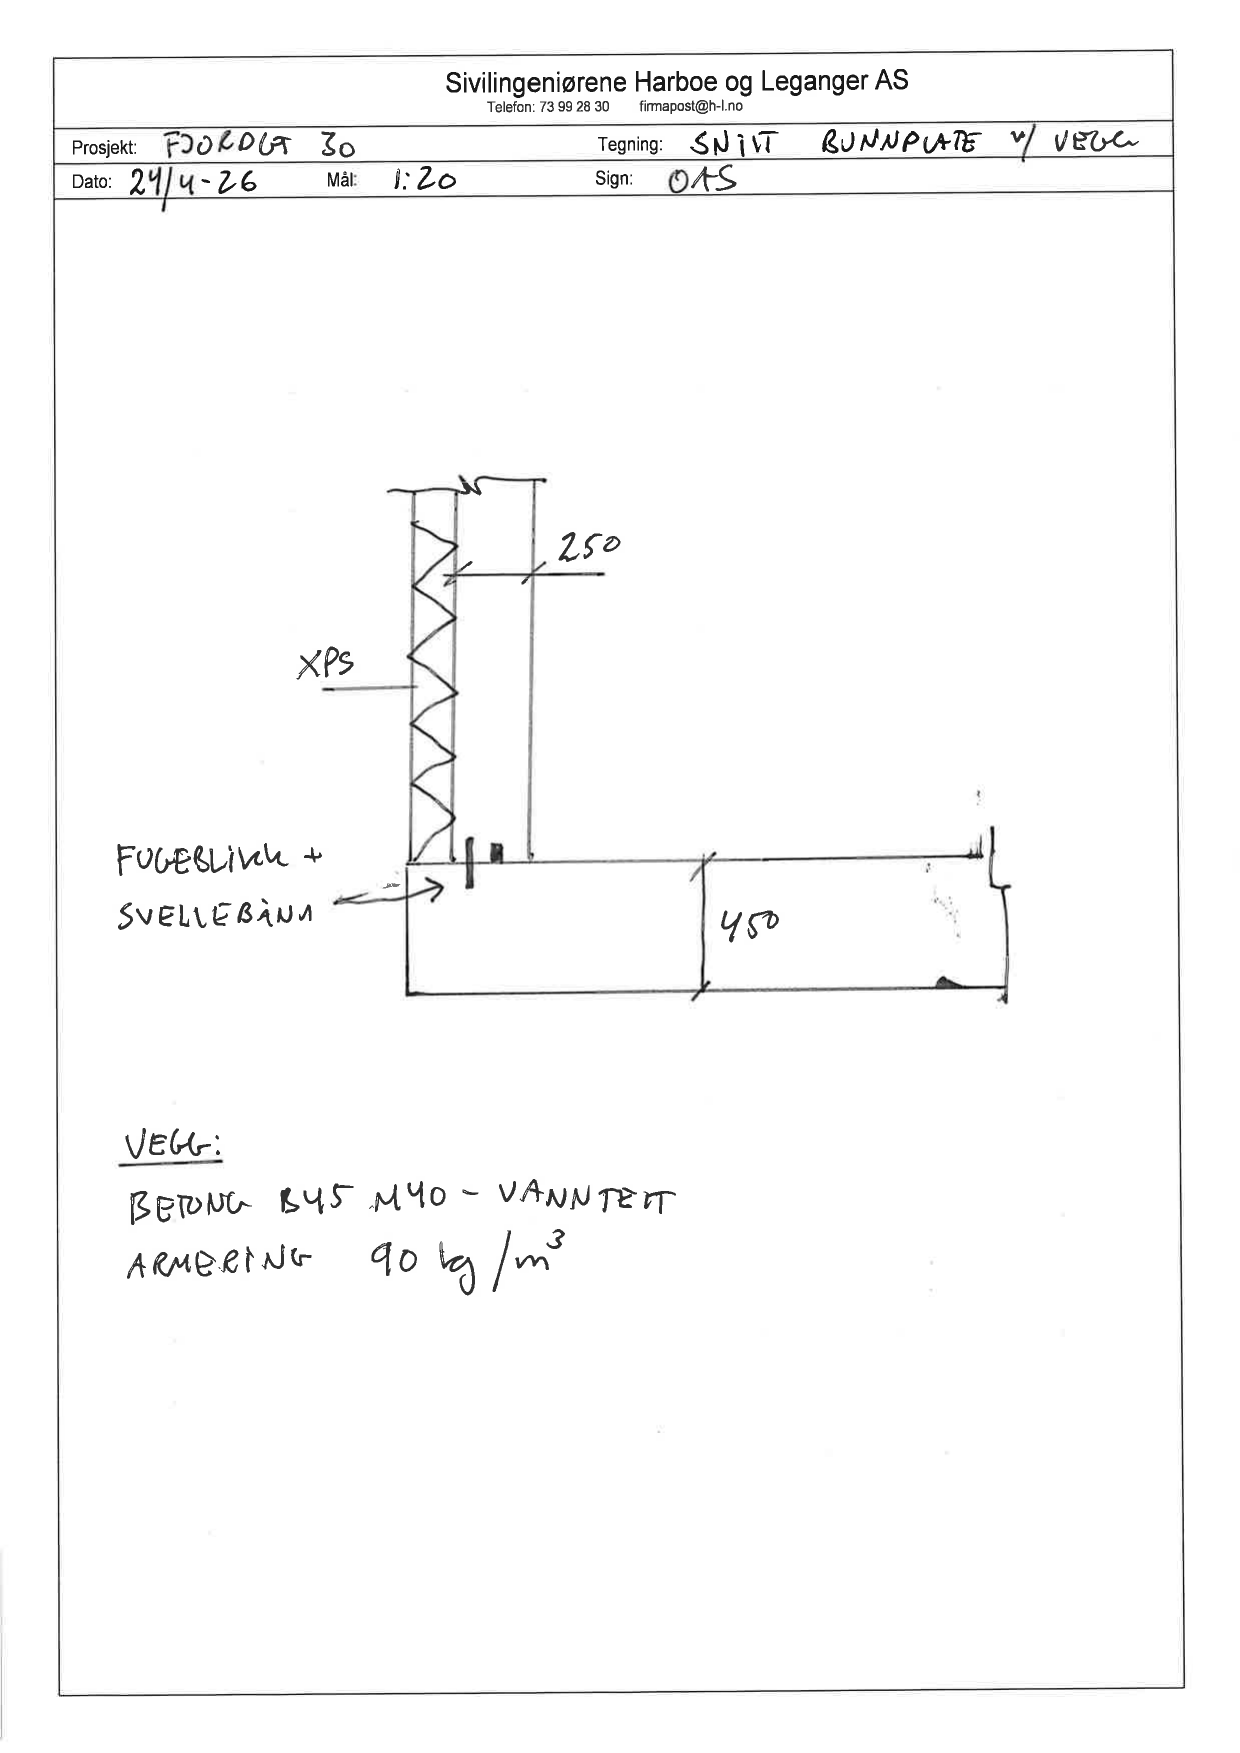 Sivilingeniørene Harboe og Leganger AS
Telefon: 73 99 28 30 firmapost@h-l.no
Prosjekt: FJORDGT 30 Tegning: SNITT BUNNPLATE v/ VEGG
Dato: 24/4-26 Mål: 1:20 Sign: OAS
250
XPS
FUGEBLIKK +
SVELLEBÅND
450
VEGG:
BETONG B45 M40 - VANNTETT
ARMERING 90 kg/m³